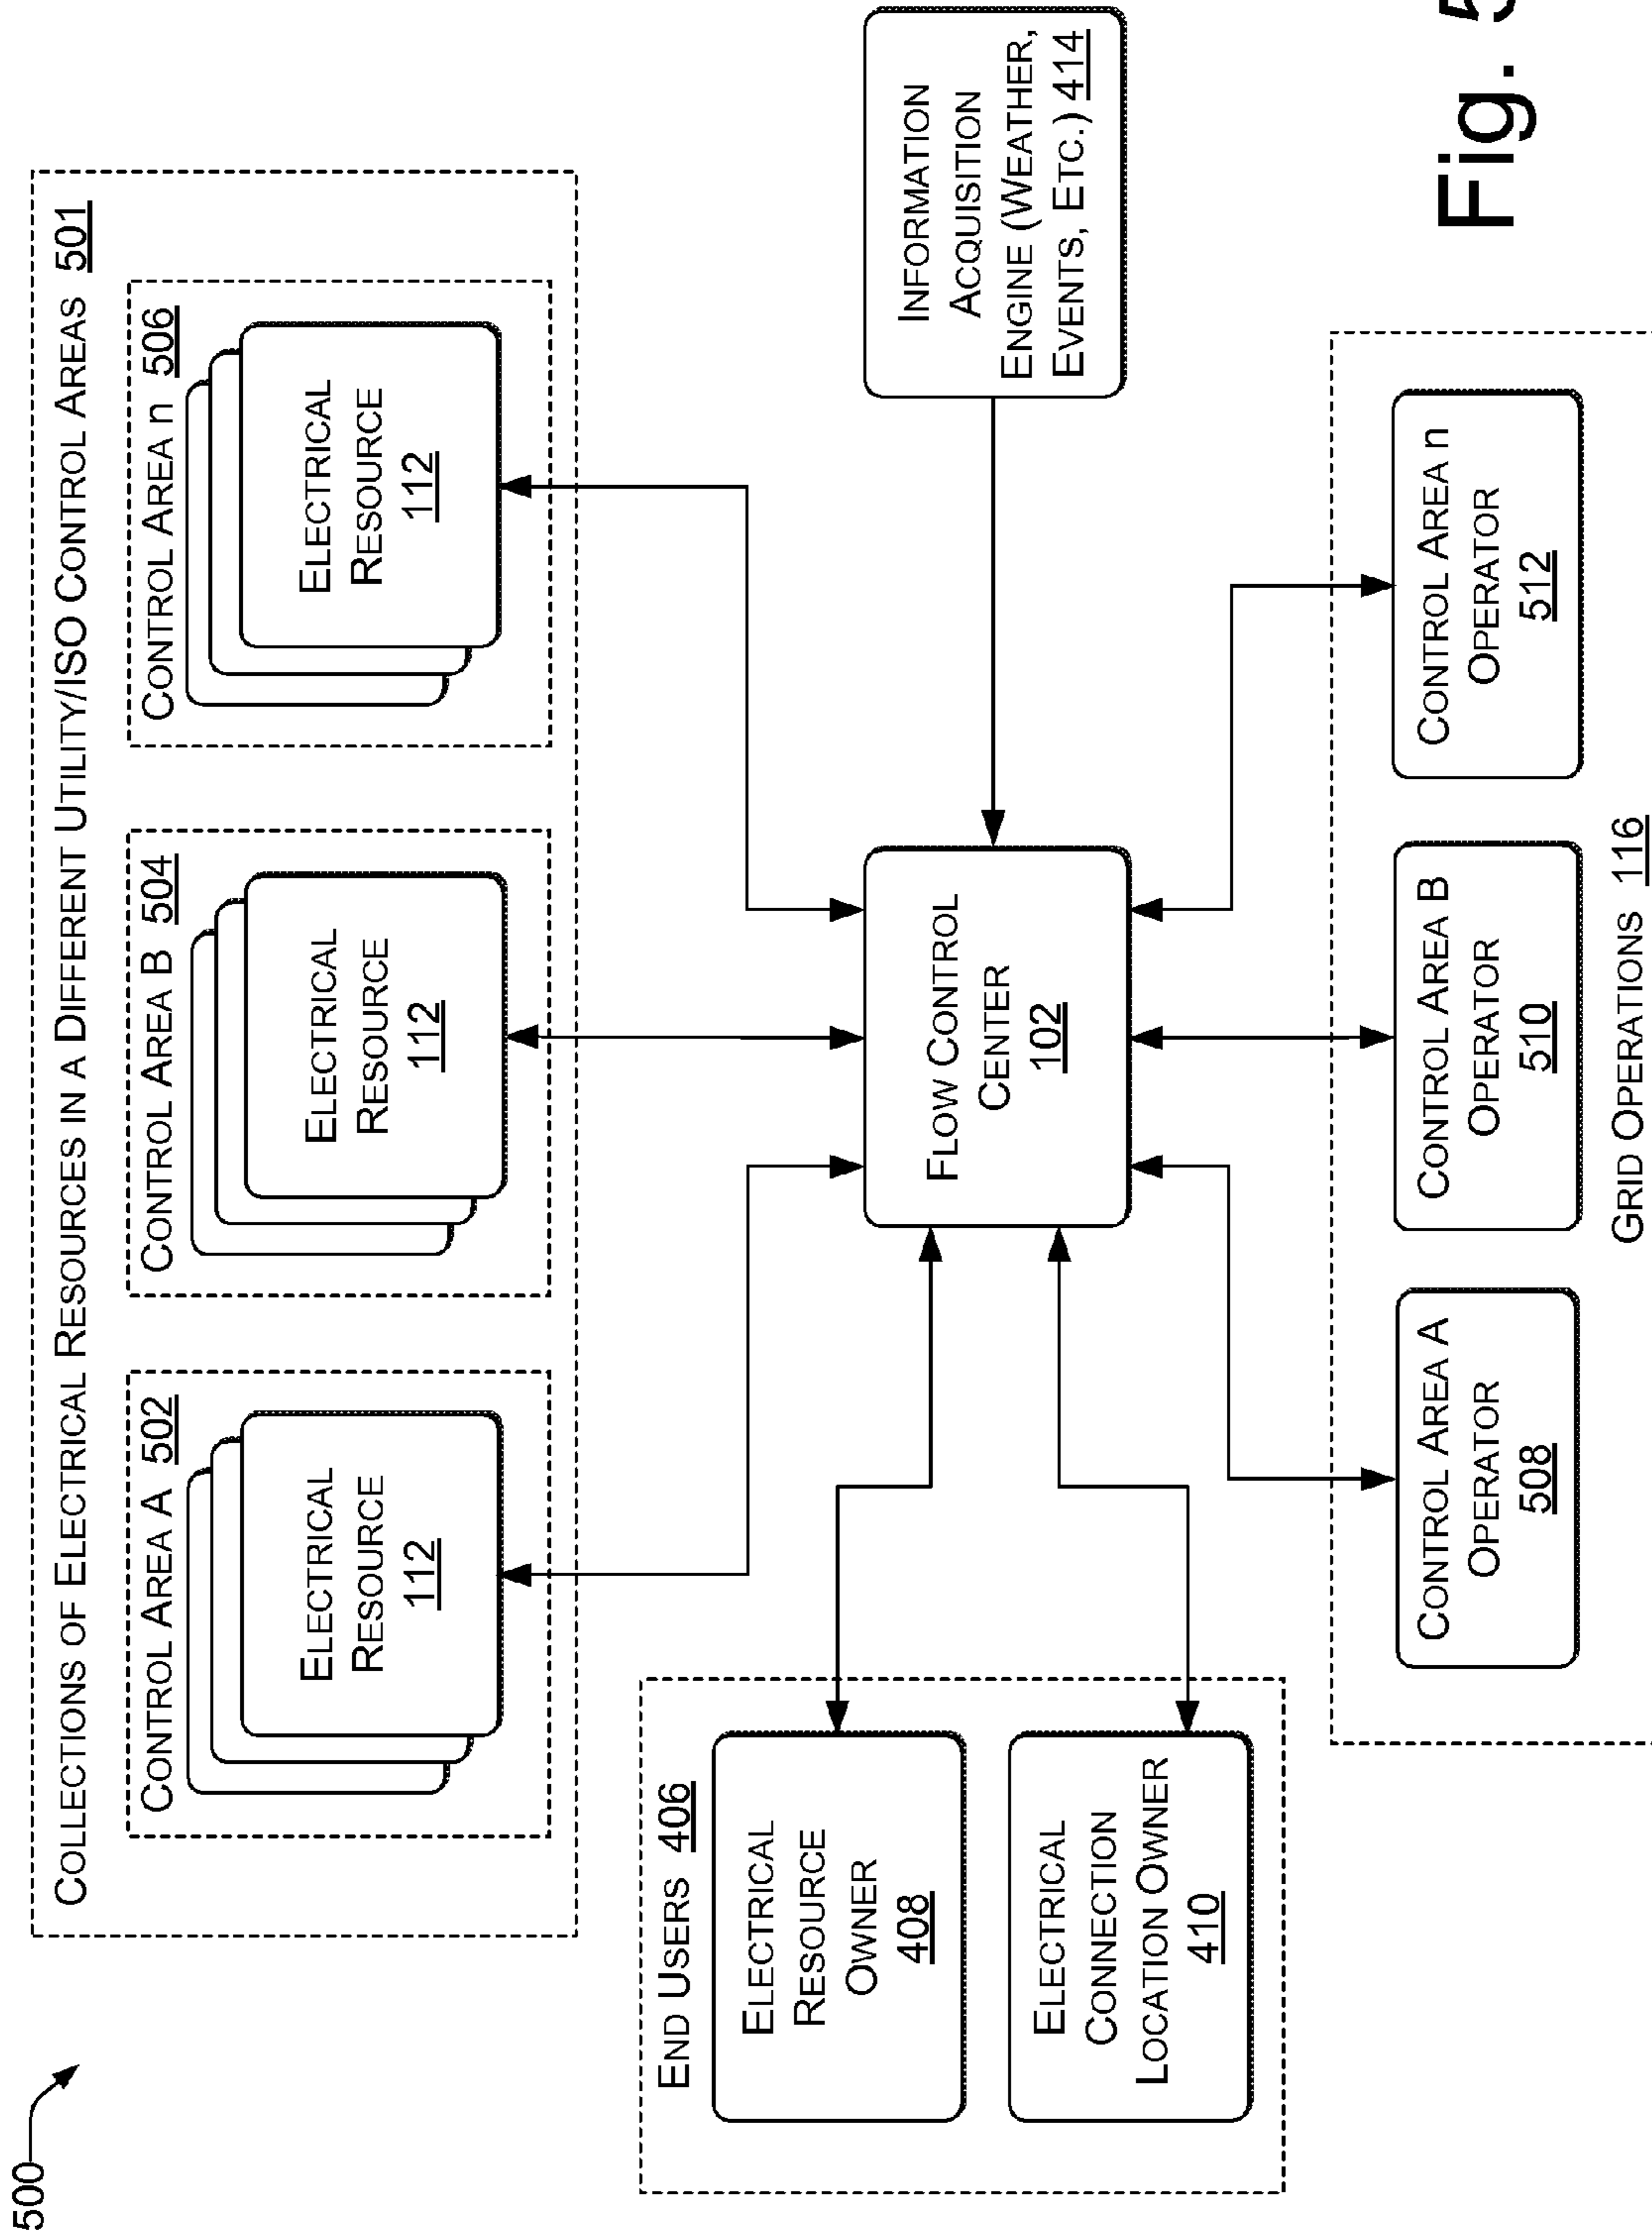 500
COLLECTIONS OF ELECTRICAL RESOURCES IN A DIFFERENT UTILITY/ISO CONTROL AREAS 501
CONTROL AREA A 502
ELECTRICAL
RESOURCE
112
CONTROL AREA B 504
ELECTRICAL
RESOURCE
112
CONTROL AREA n 506
ELECTRICAL
RESOURCE
112
END USERS 406
ELECTRICAL
RESOURCE
OWNER
408
ELECTRICAL
CONNECTION
LOCATION OWNER
410
FLOW CONTROL
CENTER
102
INFORMATION
ACQUISITION
ENGINE (WEATHER,
EVENTS, ETC.) 414
CONTROL AREA A
OPERATOR
508
CONTROL AREA B
OPERATOR
510
CONTROL AREA n
OPERATOR
512
GRID OPERATIONS 116
Fig. 5